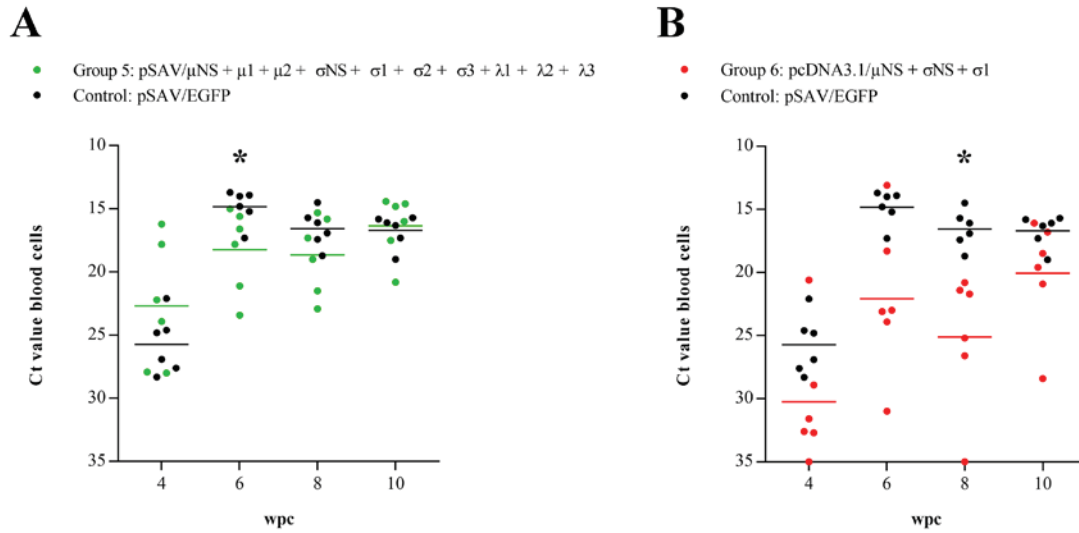 A
Group 5: pSAV/μNS + μ1 + μ2 + σNS + σ1 + σ2 + σ3 + λ1 + λ2 + λ3
Control: pSAV/EGFP
*
Ct value blood cells
10
15
20
25
30
35
4 6 8 10
wpc
B
Group 6: pcDNA3.1/μNS + σNS + σ1
Control: pSAV/EGFP
*
Ct value blood cells
10
15
20
25
30
35
4 6 8 10
wpc